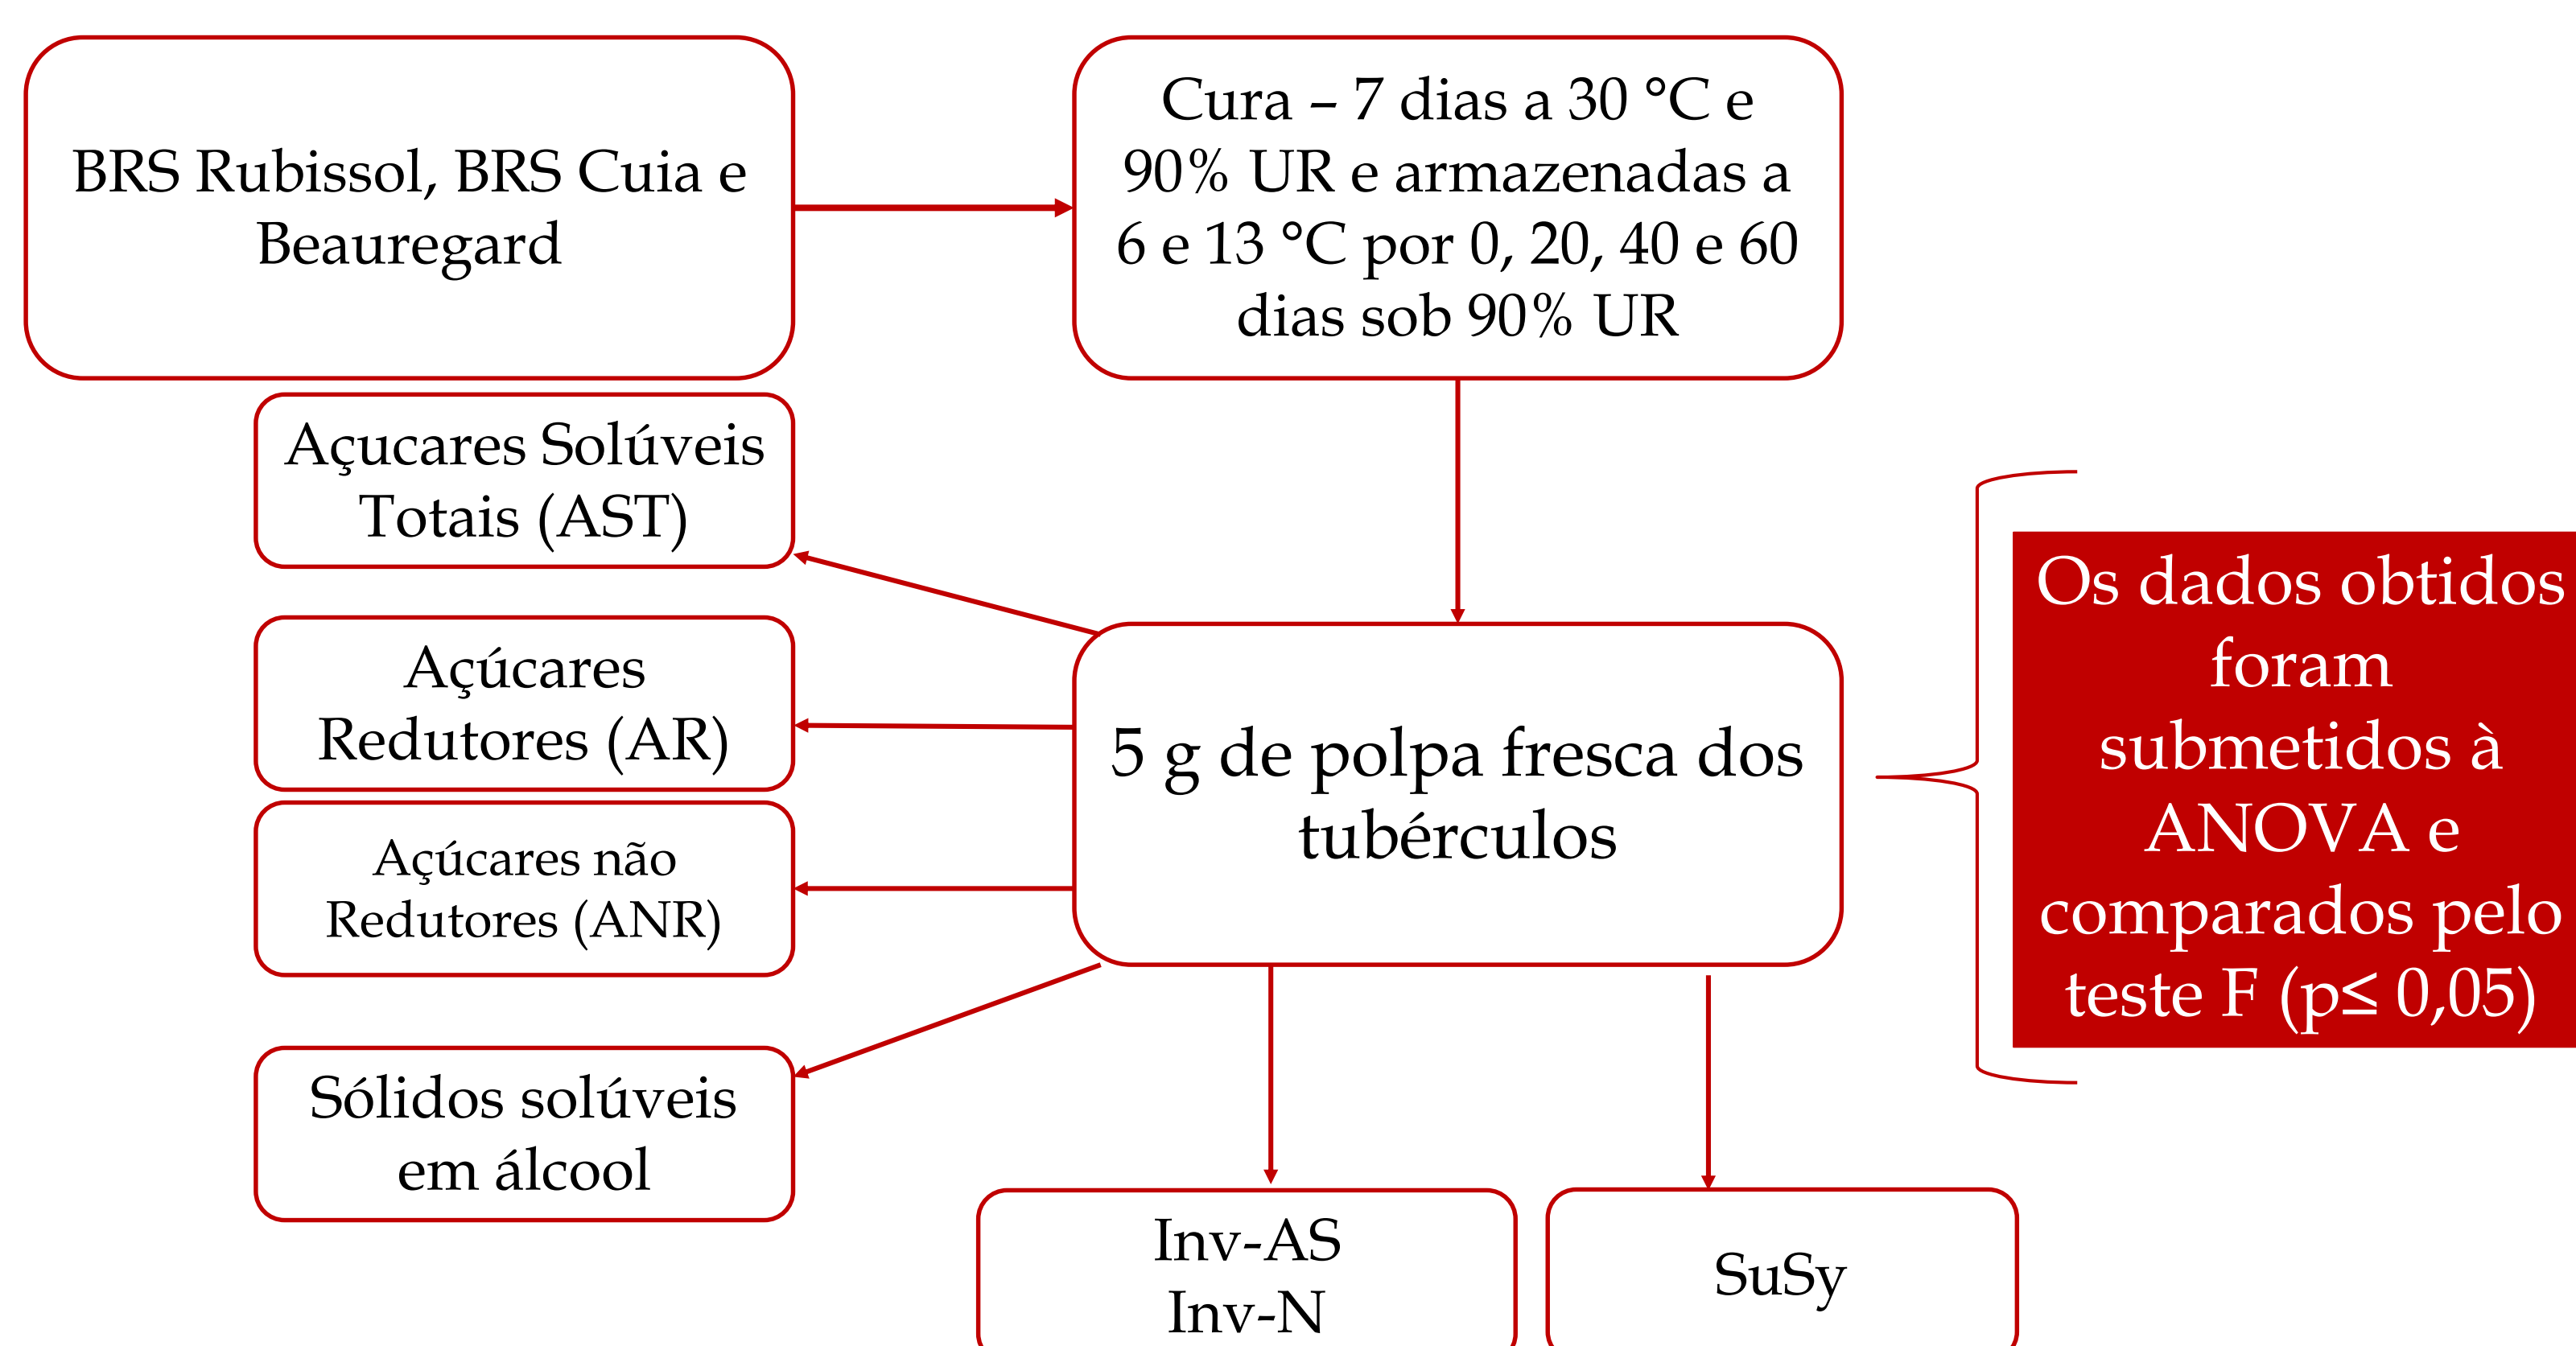 BRS Rubissol, BRS Cuia e
Beauregard
Cura – 7 dias a 30 °C e
90% UR e armazenadas a
6 e 13 °C por 0, 20, 40 e 60
dias sob 90% UR
Açucares Solúveis
Totais (AST)
Açúcares
Redutores (AR)
Açúcares não
Redutores (ANR)
Sólidos solúveis
em álcool
5 g de polpa fresca dos
tubérculos
Inv-AS
Inv-N
SuSy
Os dados obtidos
foram
submetidos à
ANOVA e
comparados pelo
teste F (p≤ 0,05)